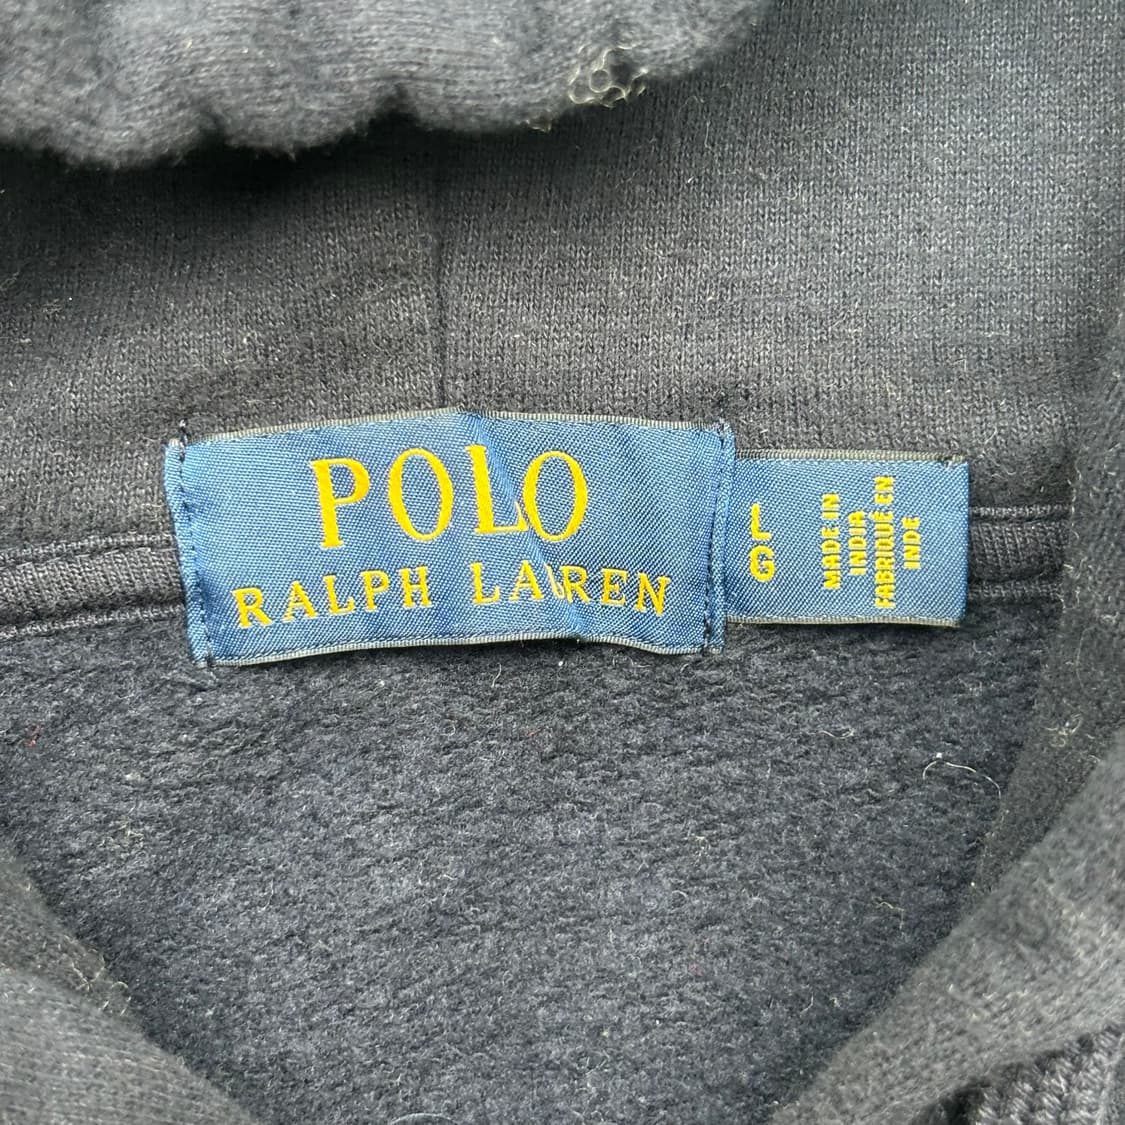 POLO
RALPH LAUREN
L
G
MADE IN
INDIA
FABRIQUÉ EN
INDE